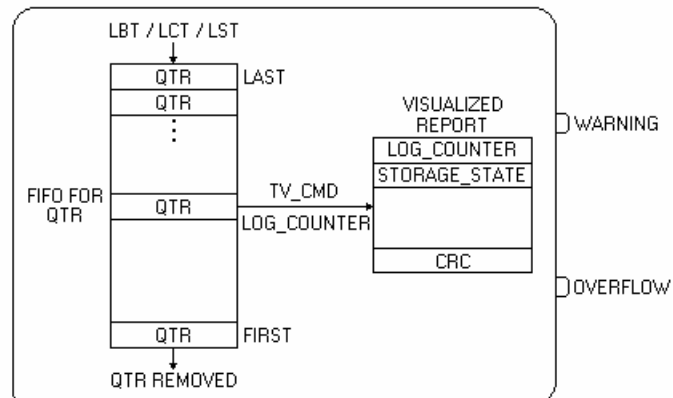 LBT / LCT / LST
QTR
LAST
QTR
FIFO FOR
QTR
QTR
TV_CMD
LOG_COUNTER
VISUALIZED
REPORT
LOG_COUNTER
STORAGE_STATE
CRC
WARNING
OVERFLOW
QTR
FIRST
QTR REMOVED